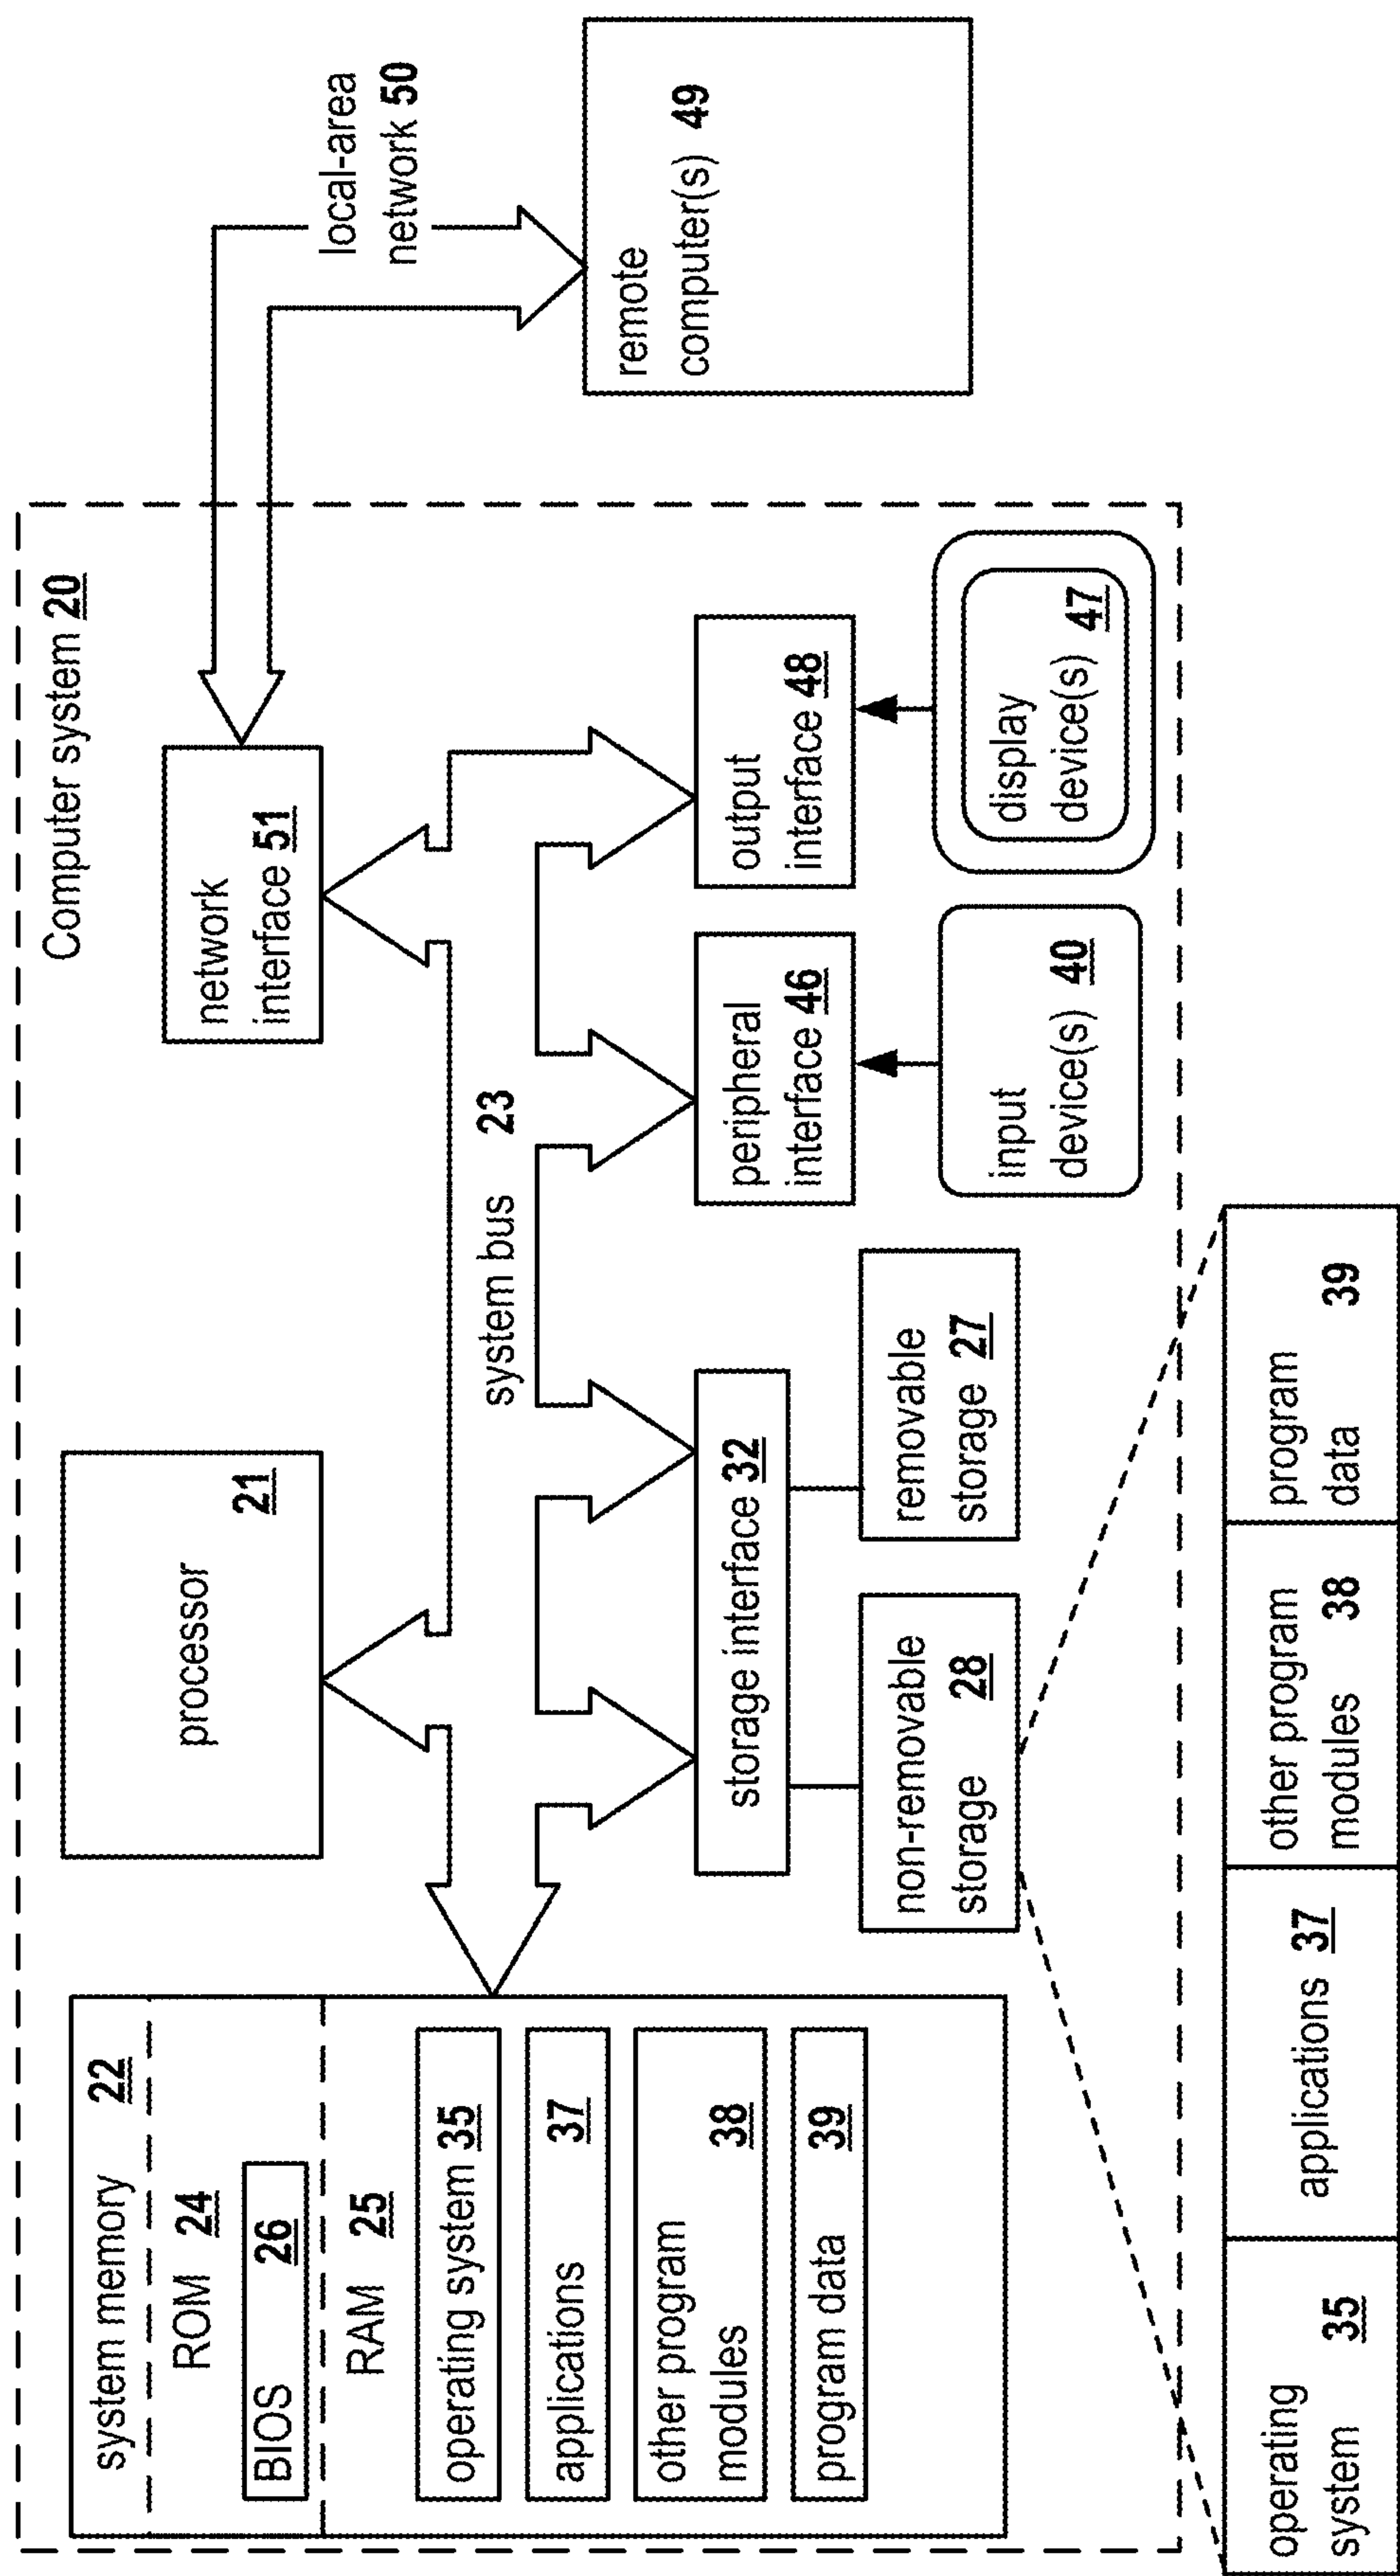 Computer system 20
system memory 22
ROM 24
BIOS 26
RAM 25
operating system 35
applications 37
other program
modules 38
program data 39
processor
21
network
interface 51
local-area
network 50
system bus 23
storage interface 32
peripheral
interface 46
output
interface 48
remote
computer(s) 49
non-removable
storage 28
removable
storage 27
input
device(s) 40
display
device(s) 47
operating
system 35
applications 37
other program
modules 38
program
data 39